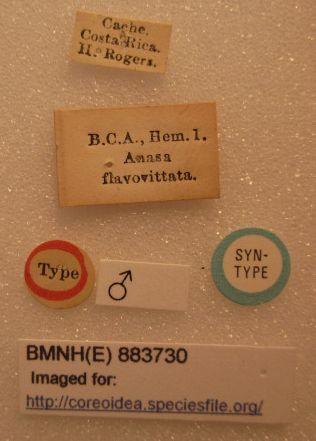 Cache.
Costa Rica.
H. Rogers.
B.C.A., Hem. I.
Anasa
flavovittata.
Type
♂
SYN-
TYPE
BMNH(E) 883730
Imaged for:
http://coreoidea.speciesfile.org/